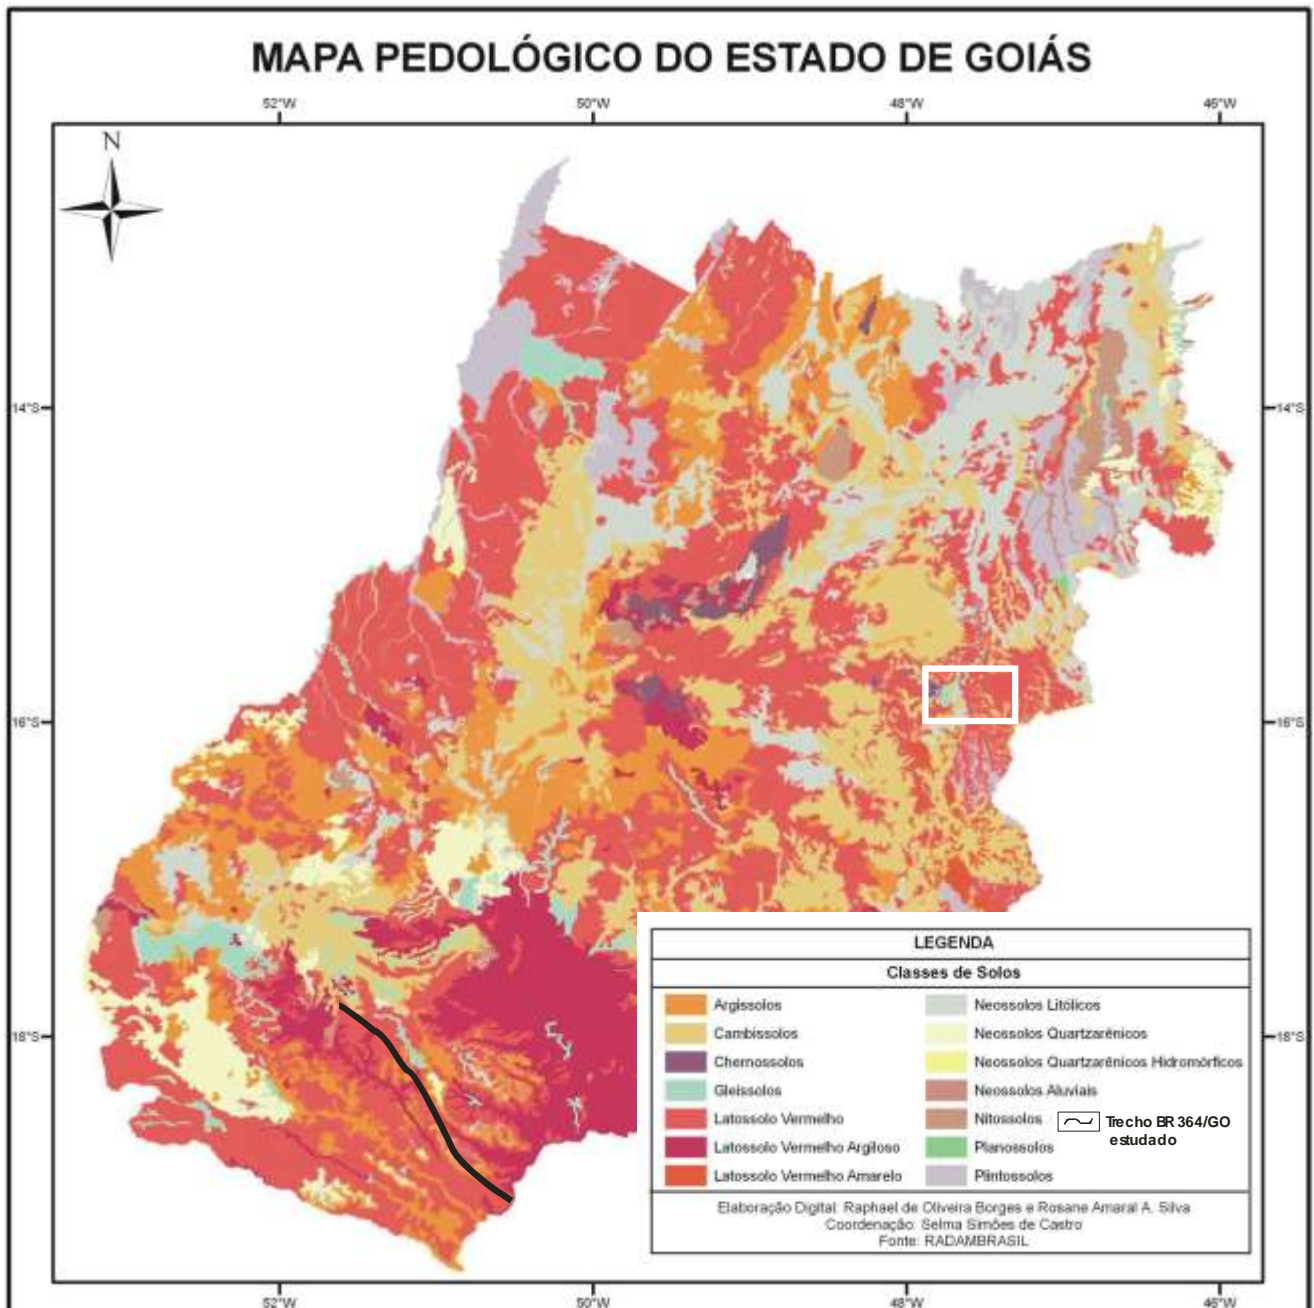 MAPA PEDOLÓGICO DO ESTADO DE GOIÁS
52°W 50°W 48°W 46°W
N
14°S 14°S
16°S 16°S
18°S 18°S
LEGENDA
Classes de Solos
Argissolos
Cambissolos
Chernossolos
Gleissolos
Latossolo Vermelho
Latossolo Vermelho Argiloso
Latossolo Vermelho Amarelo
Neossolos Litólicos
Neossolos Quartzarênicos
Neossolos Quartzarênicos Hidromórficos
Neossolos Aluviais
Nitossolos
Planossolos
Plintossolos
Trecho BR 364/GO
estudado
Elaboração Digital: Raphael de Oliveira Borges e Rosane Amaral A. Silva
Coordenação: Selma Simões de Castro
Fonte: RADAMBRASIL
52°W 50°W 48°W 46°W